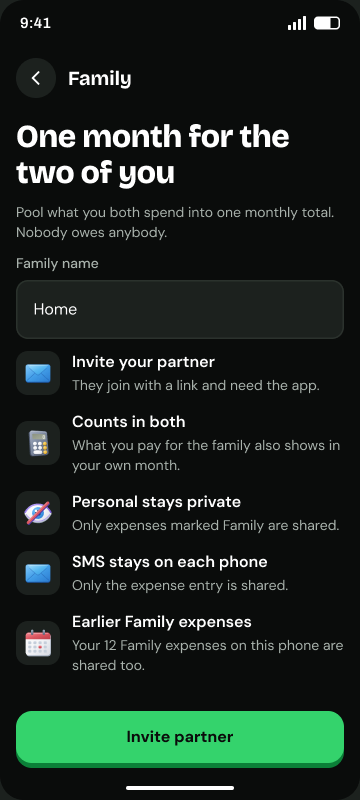 9:41
Family
One month for the
two of you
Pool what you both spend into one monthly total.
Nobody owes anybody.
Family name
Home
Invite your partner
They join with a link and need the app.
Counts in both
What you pay for the family also shows in
your own month.
Personal stays private
Only expenses marked Family are shared.
SMS stays on each phone
Only the expense entry is shared.
Earlier Family expenses
Your 12 Family expenses on this phone are
shared too.
Invite partner